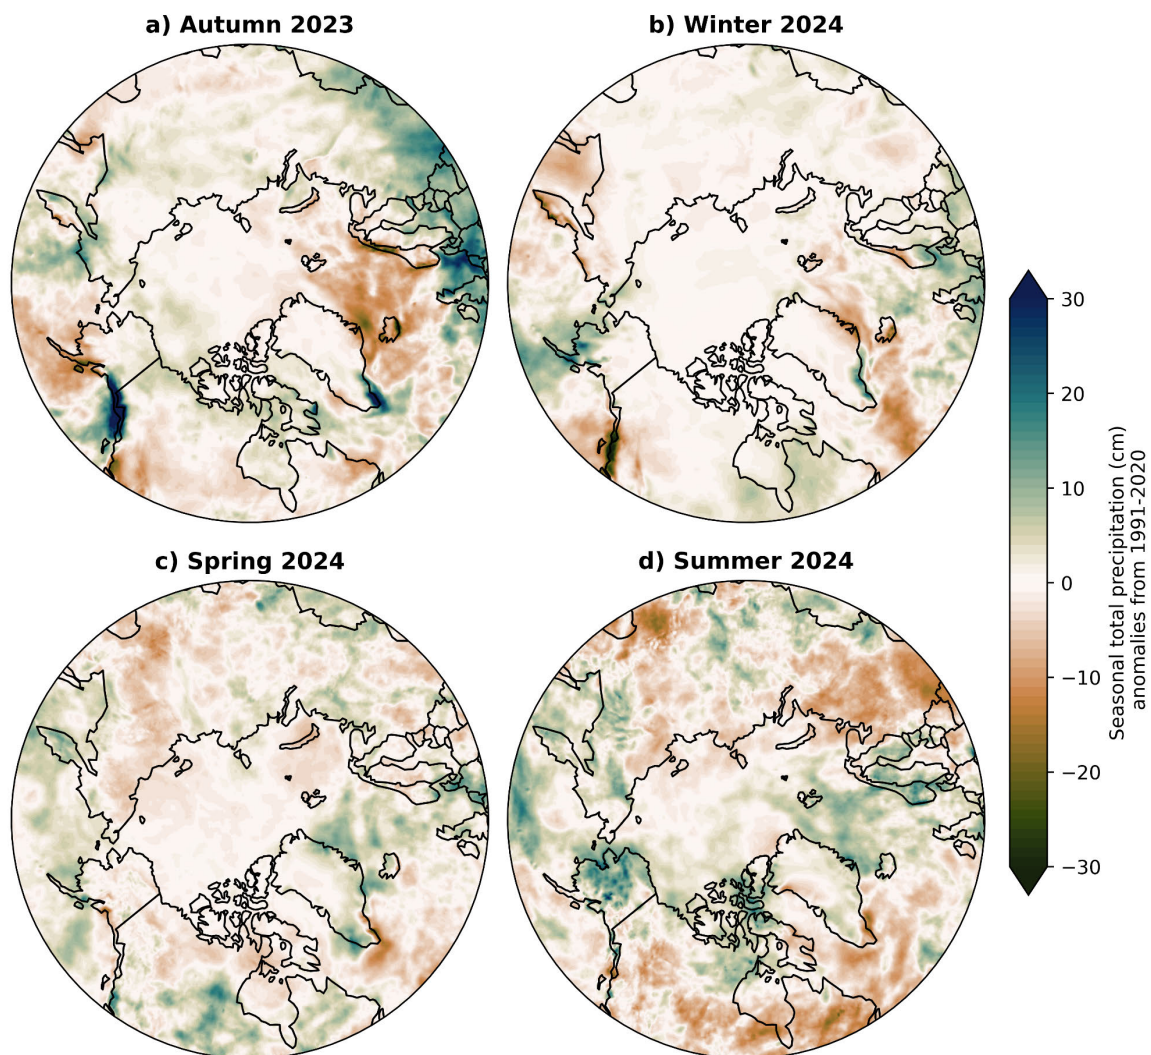 a) Autumn 2023
b) Winter 2024
c) Spring 2024
d) Summer 2024
30
20
10
0
−10
−20
−30
Seasonal total precipitation (cm)
anomalies from 1991-2020